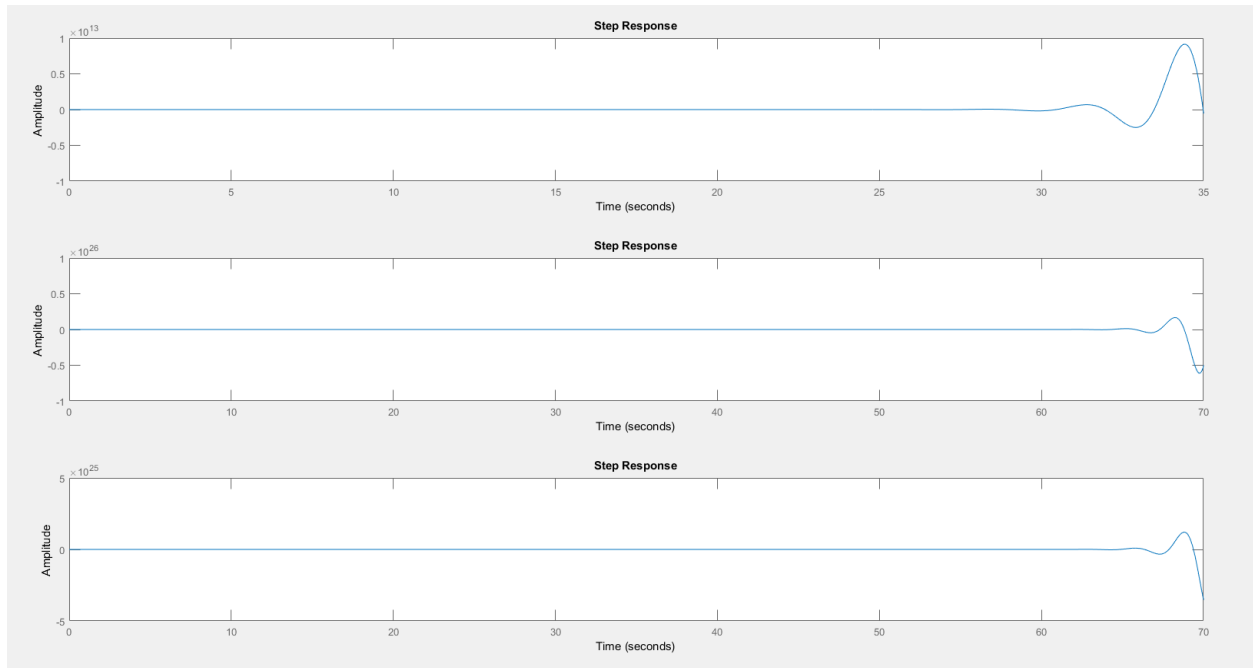 Step Response
×10^13
1
0.5
0
-0.5
-1
Amplitude
0 5 10 15 20 25 30 35
Time (seconds)
Step Response
×10^26
1
0.5
0
-0.5
-1
Amplitude
0 10 20 30 40 50 60 70
Time (seconds)
Step Response
×10^25
5
0
-5
Amplitude
0 10 20 30 40 50 60 70
Time (seconds)